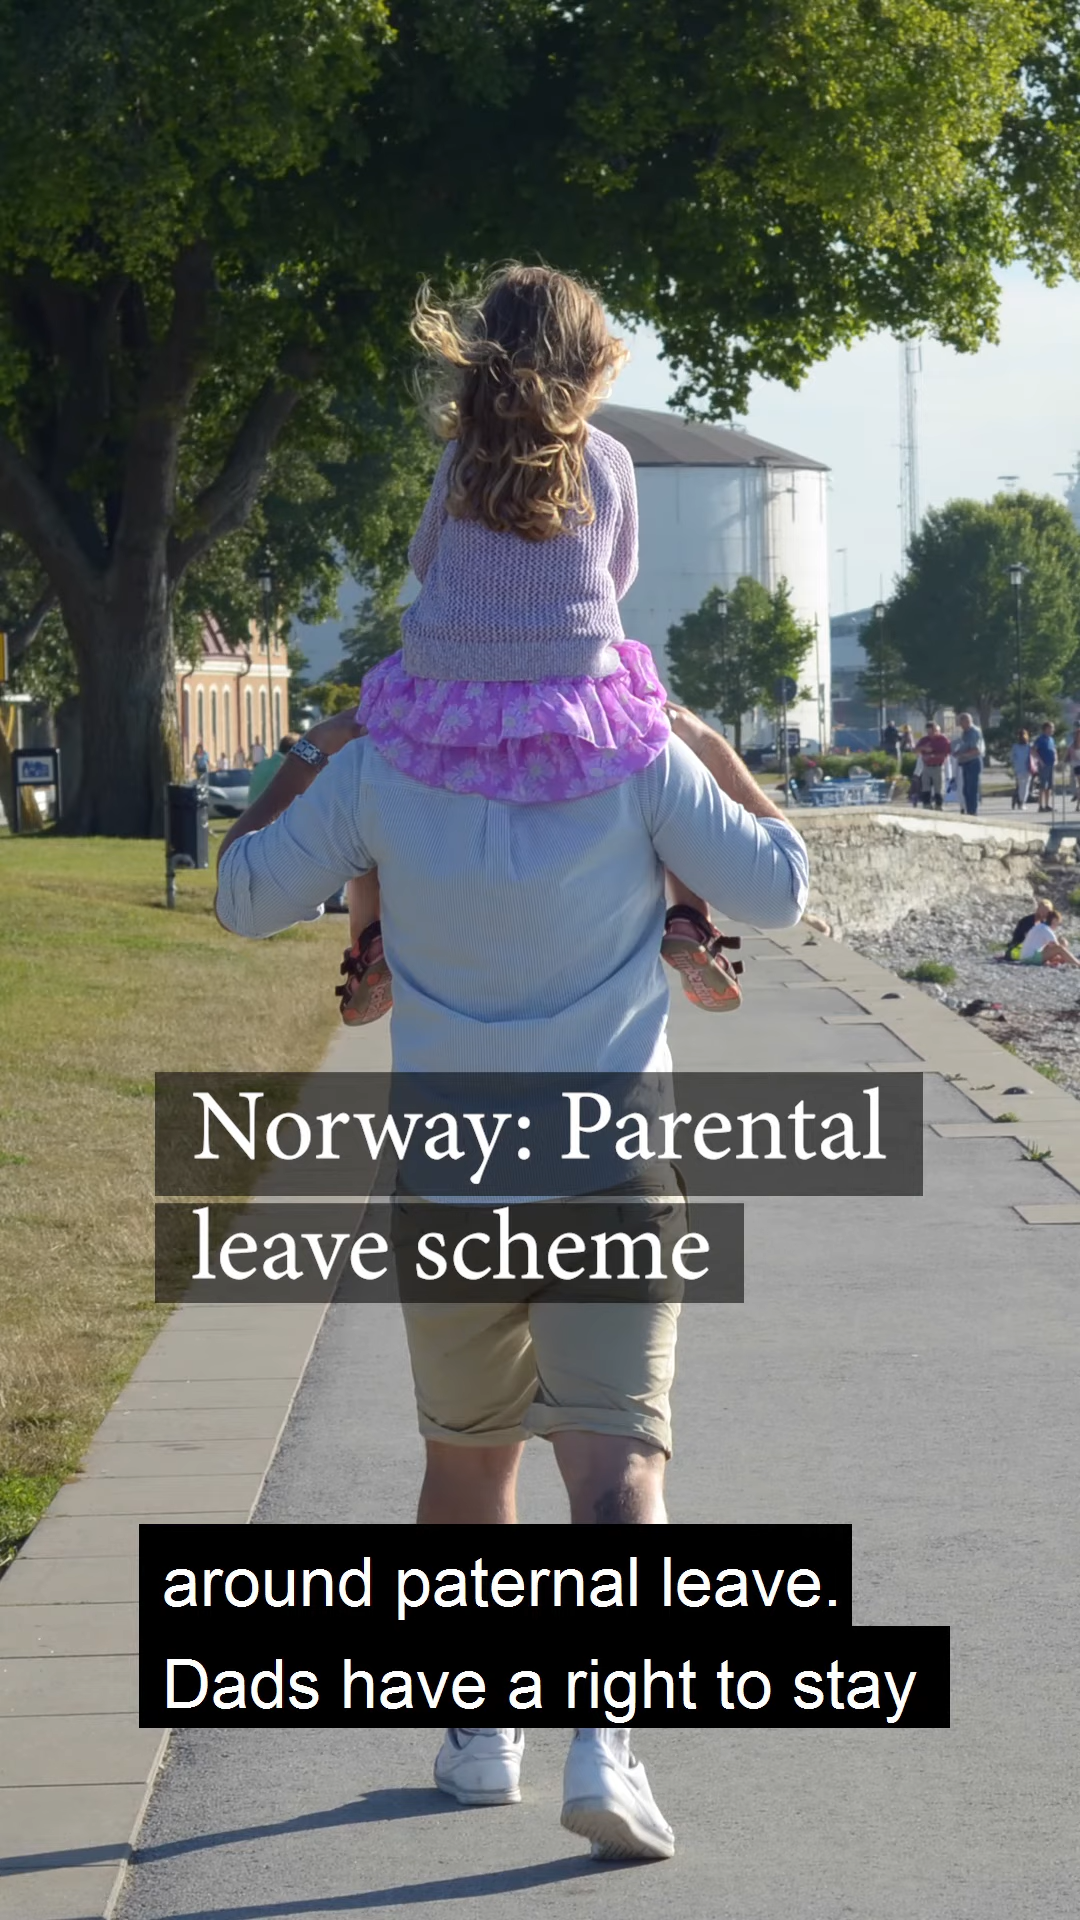 Norway: Parental
leave scheme
around paternal leave.
Dads have a right to stay